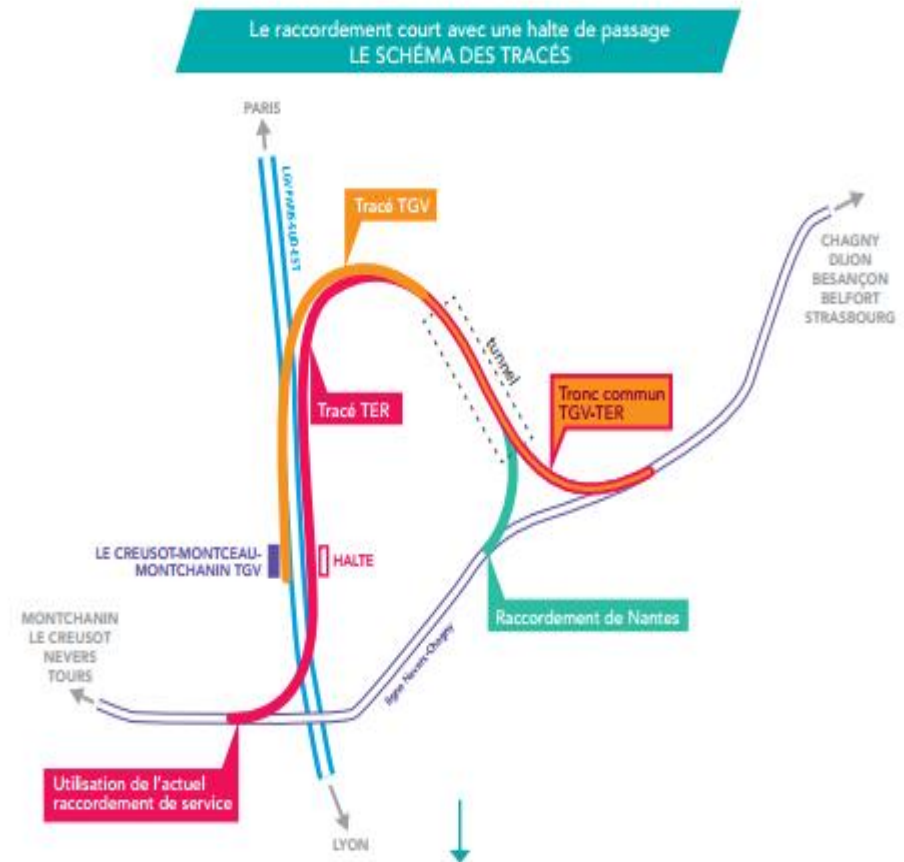 Le raccordement court avec une halte de passage
LE SCHÉMA DES TRACÉS
PARIS
LGV PARIS-SUD-EST
Tracé TGV
CHAGNY
DIJON
BESANÇON
BELFORT
STRASBOURG
tunnel
Tronc commun
TGV-TER
Tracé TER
LE CREUSOT-MONTCEAU-
MONTCHANIN TGV
HALTE
MONTCHANIN
LE CREUSOT
NEVERS
TOURS
Raccordement de Nantes
ligne Nevers-Chagny
Utilisation de l'actuel
raccordement de service
LYON